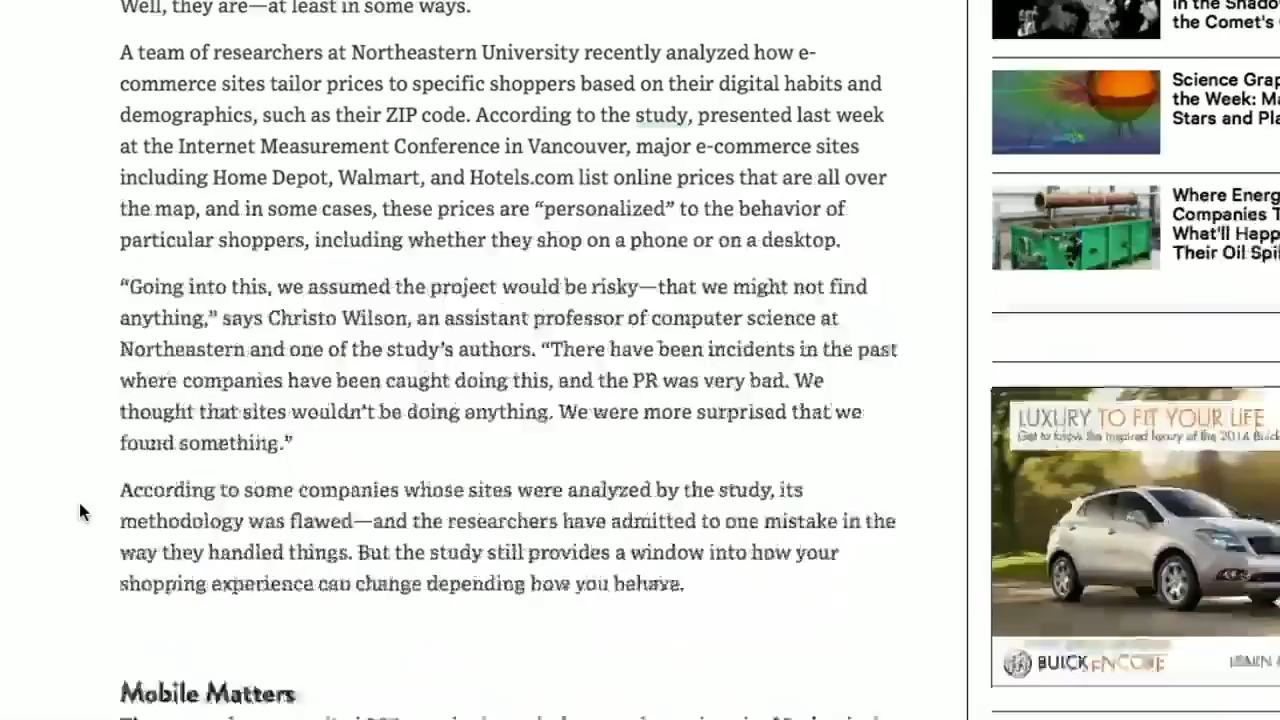 Well, they are—at least in some ways.
A team of researchers at Northeastern University recently analyzed how e-
commerce sites tailor prices to specific shoppers based on their digital habits and
demographics, such as their ZIP code. According to the study, presented last week
at the Internet Measurement Conference in Vancouver, major e-commerce sites
including Home Depot, Walmart, and Hotels.com list online prices that are all over
the map, and in some cases, these prices are “personalized” to the behavior of
particular shoppers, including whether they shop on a phone or on a desktop.
“Going into this, we assumed the project would be risky—that we might not find
anything,” says Christo Wilson, an assistant professor of computer science at
Northeastern and one of the study’s authors. “There have been incidents in the past
where companies have been caught doing this, and the PR was very bad. We
thought that sites wouldn’t be doing anything. We were more surprised that we
found something.”
According to some companies whose sites were analyzed by the study, its
methodology was flawed—and the researchers have admitted to one mistake in the
way they handled things. But the study still provides a window into how your
shopping experience can change depending how you behave.
Mobile Matters
in the
the Comet's
Science
the Week:
Stars and
Where
Companies
What'll
Their Oil
LUXURY TO FIT YOUR LIFE
Get to know the inspired luxury of the 2014
BUICK ENCORE